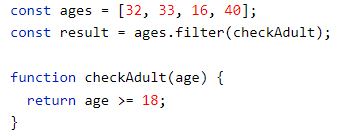 const ages = [32, 33, 16, 40];
const result = ages.filter(checkAdult);

function checkAdult(age) {
  return age >= 18;
}